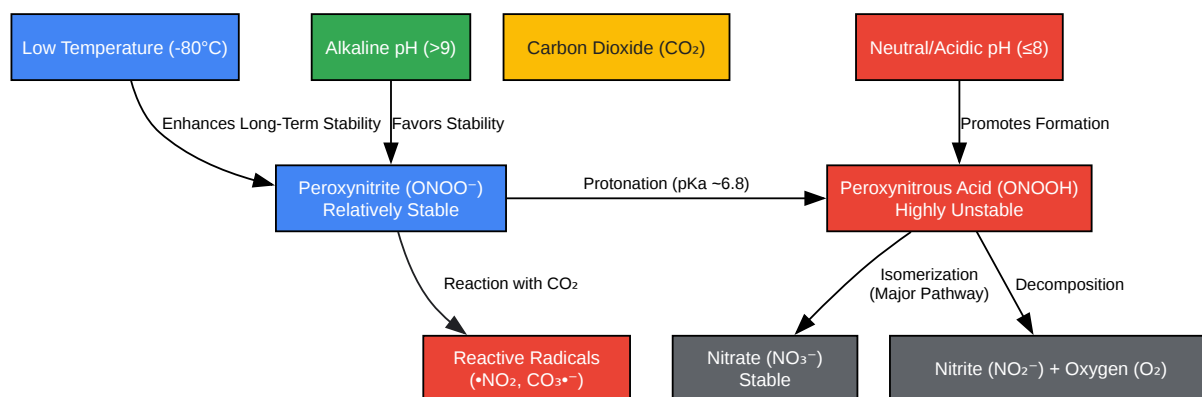 Low Temperature (-80°C)
Alkaline pH (>9)
Carbon Dioxide (CO₂)
Neutral/Acidic pH (≤8)
Enhances Long-Term Stability
Favors Stability
Promotes Formation
Peroxynitrite (ONOO⁻)
Relatively Stable
Protonation (pKa ~6.8)
Peroxynitrous Acid (ONOOH)
Highly Unstable
Reaction with CO₂
Isomerization
(Major Pathway)
Decomposition
Reactive Radicals
(•NO₂, CO₃•⁻)
Nitrate (NO₃⁻)
Stable
Nitrite (NO₂⁻) + Oxygen (O₂)